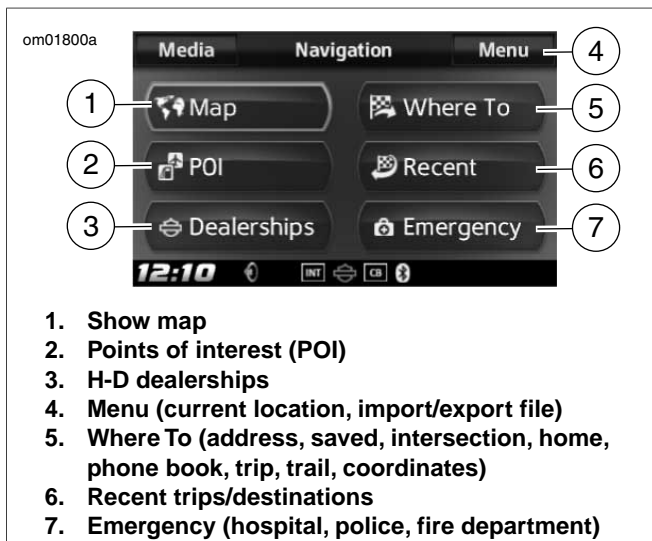 om01800a
Media Navigation Menu 4
1 Map Where To 5
2 POI Recent 6
3 Dealerships Emergency 7
12:10 INT CB
1. Show map
2. Points of interest (POI)
3. H-D dealerships
4. Menu (current location, import/export file)
5. Where To (address, saved, intersection, home,
phone book, trip, trail, coordinates)
6. Recent trips/destinations
7. Emergency (hospital, police, fire department)